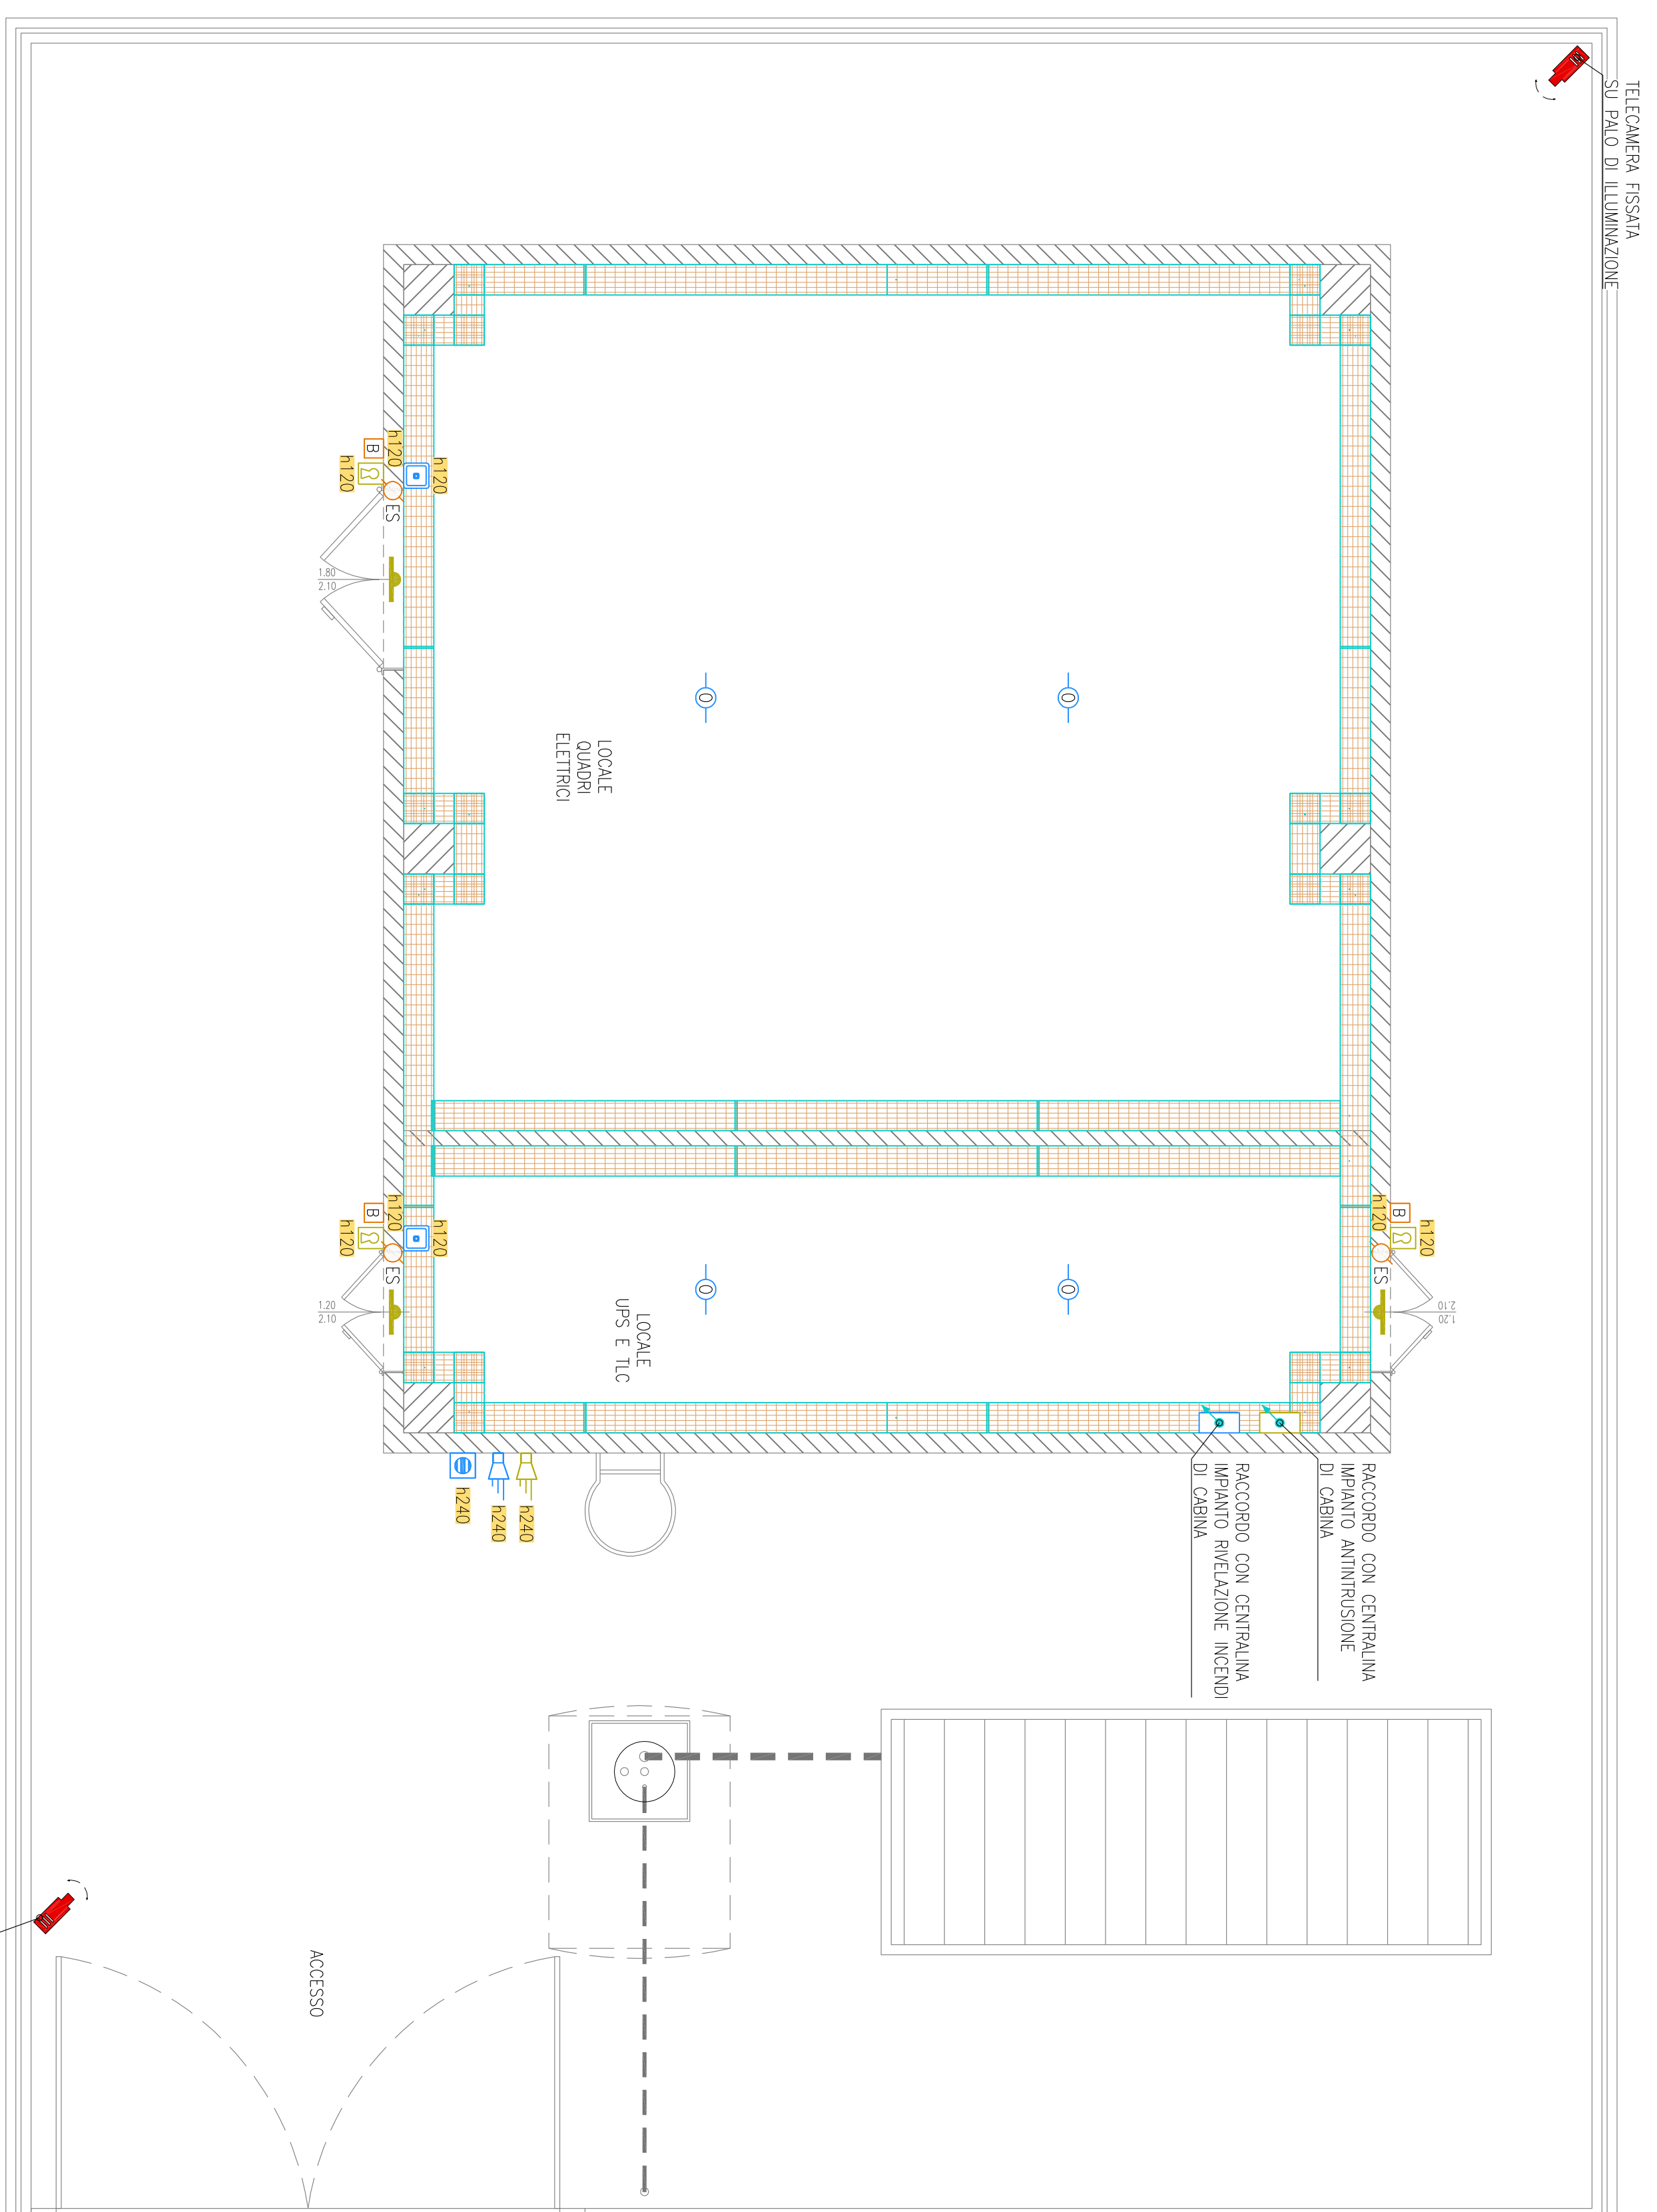 TELECAMERA FISSATA
SU PALO DI ILLUMINAZIONE
h120
h120
h120
B
ES
1.80
2.10
LOCALE
QUADRI
ELETTRICI
h120
h120
h120
B
ES
1.20
2.10
h120
h120
B
ES
1.20
2.10
LOCALE
UPS E TLC
h240
h240
h240
RACCORDO CON CENTRALINA
IMPIANTO ANTINTRUSIONE
DI CABINA
RACCORDO CON CENTRALINA
IMPIANTO RIVELAZIONE INCENDI
DI CABINA
ACCESSO